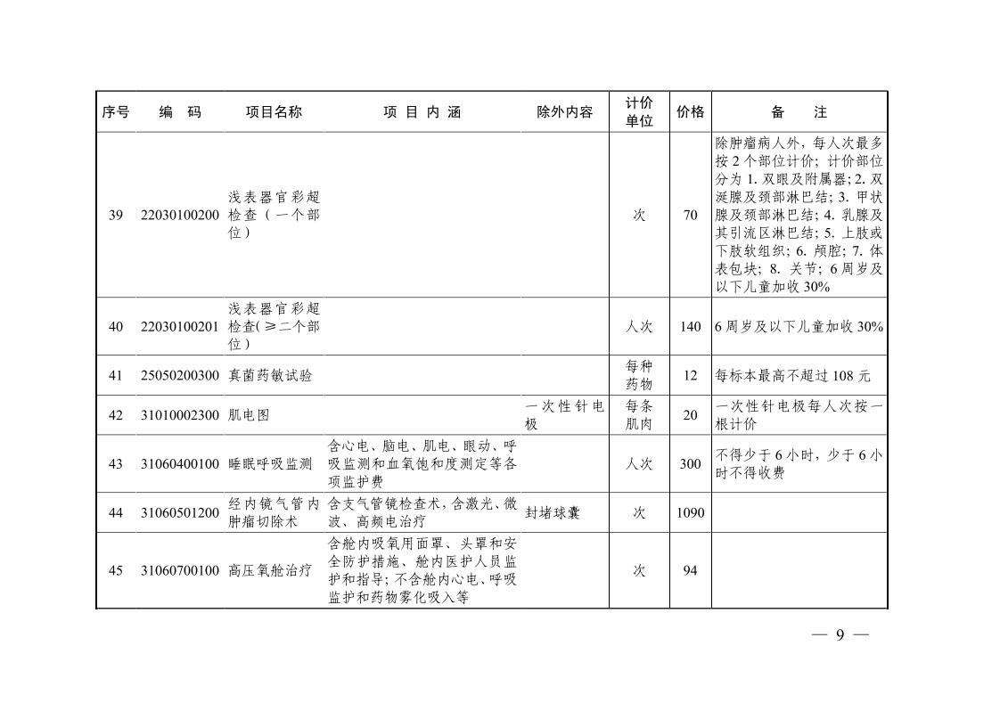 序号 编 码 项目名称 项 目 内 涵 除外内容 计价 价格 备 注
单位
除肿瘤病人外，每人次最多
按 2 个部位计价；计价部位
分为 1. 双眼及附属器；2. 双
浅表器官彩超
涎腺及颈部淋巴结；3. 甲状
39 22030100200 检查（一个部 次 70 腺及颈部淋巴结；4. 乳腺及
位）
其引流区淋巴结；5. 上肢或
下肢软组织；6. 颅腔；7. 体
表包块；8. 关节；6 周岁及
以下儿童加收 30%
浅表器官彩超
40 22030100201 检查（≥二个部 人次 140 6 周岁及以下儿童加收 30%
位）
41 25050200300 真菌药敏试验 每种 12 每标本最高不超过 108 元
药物
42 31010002300 肌电图 一次性针电 每条 20 一次性针电极每人次按一
极 肌肉 根计价
含心电、脑电、肌电、眼动、呼
43 31060400100 睡眠呼吸监测 吸监测和血氧饱和度测定等各 人次 300 不得少于 6 小时，少于 6 小
项监护费 时不得收费
44 31060501200 经内镜气管内 含支气管镜检查术，含激光、微 封堵球囊 次 1090
肿瘤切除术 波、高频电治疗
含舱内吸氧用面罩、头罩和安
全防护措施、舱内医护人员监
45 31060700100 高压氧舱治疗 护和指导；不含舱内心电、呼吸 次 94
监护和药物雾化吸入等
— 9 —